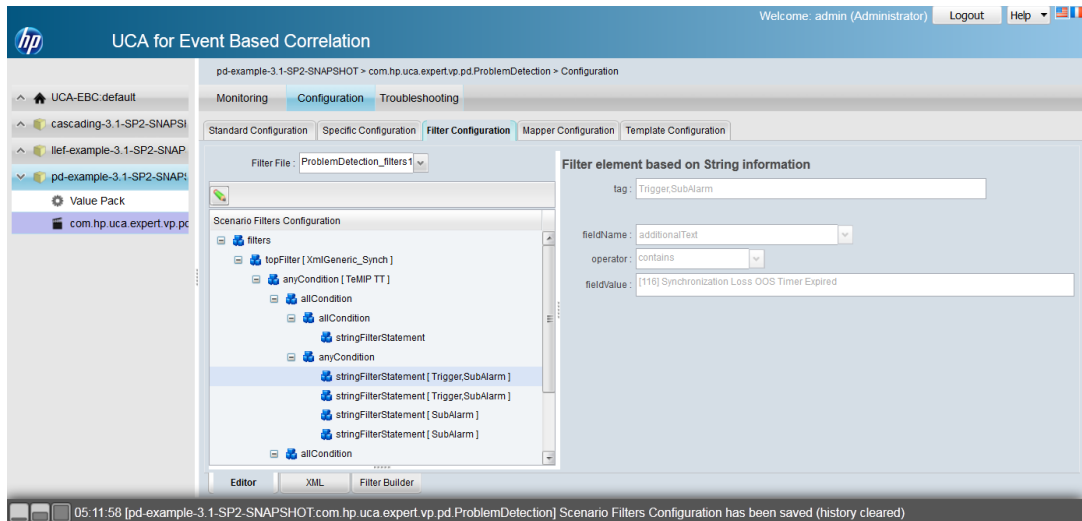 Welcome: admin (Administrator) Logout Help
hp UCA for Event Based Correlation
pd-example-3.1-SP2-SNAPSHOT > com.hp.uca.expert.vp.pd.ProblemDetection > Configuration
UCA-EBC:default
cascading-3.1-SP2-SNAPSI
llef-example-3.1-SP2-SNAP
pd-example-3.1-SP2-SNAP
Value Pack
com.hp.uca.expert.vp.pc
Monitoring Configuration Troubleshooting
Standard Configuration Specific Configuration Filter Configuration Mapper Configuration Template Configuration
Filter File : ProblemDetection_filters1
Scenario Filters Configuration
filters
topFilter [ XmlGeneric_Synch ]
anyCondition [ TeMIP TT ]
allCondition
allCondition
stringFilterStatement
anyCondition
stringFilterStatement [ Trigger,SubAlarm ]
stringFilterStatement [ Trigger,SubAlarm ]
stringFilterStatement [ SubAlarm ]
stringFilterStatement [ SubAlarm ]
allCondition
Editor XML Filter Builder
Filter element based on String information
tag : Trigger,SubAlarm
fieldName : additionalText
operator : contains
fieldValue : [116] Synchronization Loss OOS Timer Expired
05:11:58 [pd-example-3.1-SP2-SNAPSHOT:com.hp.uca.expert.vp.pd.ProblemDetection] Scenario Filters Configuration has been saved (history cleared)